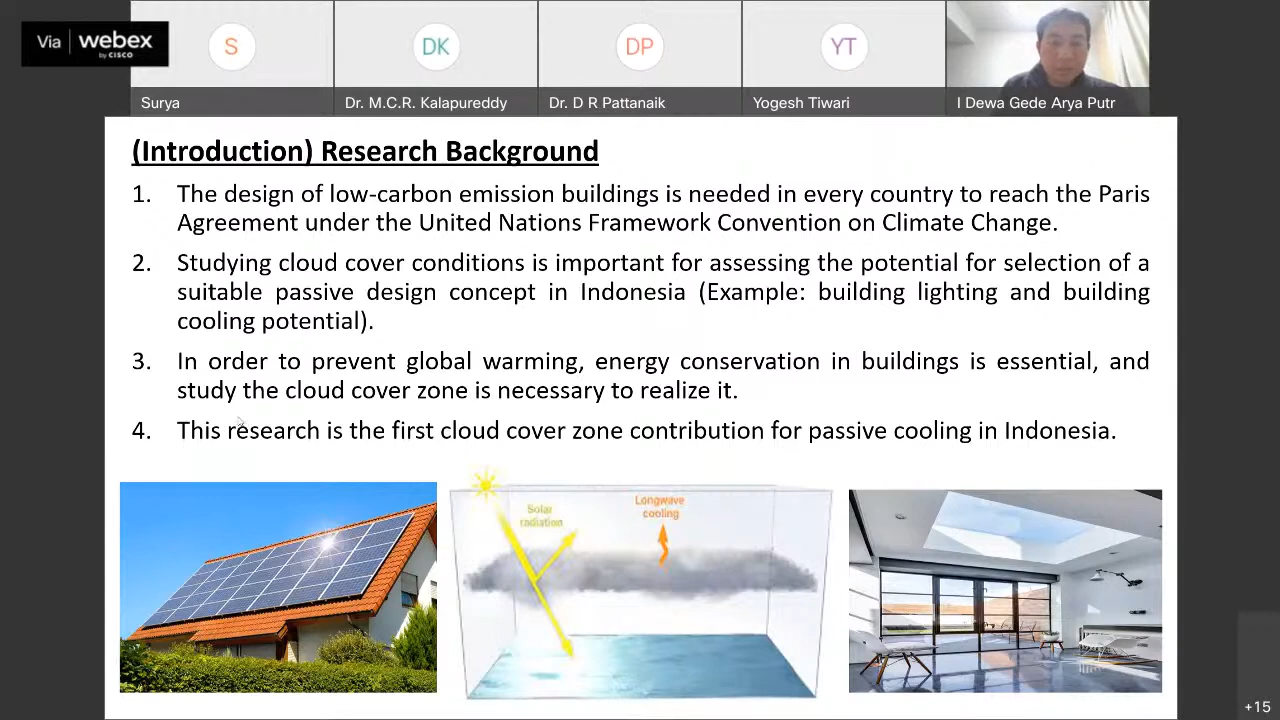 Via webex
by CISCO
S
DK
DP
YT
Surya
Dr. M.C.R. Kalapureddy
Dr. D R Pattanaik
Yogesh Tiwari
I Dewa Gede Arya Putr
(Introduction) Research Background
1. The design of low-carbon emission buildings is needed in every country to reach the Paris
Agreement under the United Nations Framework Convention on Climate Change.
2. Studying cloud cover conditions is important for assessing the potential for selection of a
suitable passive design concept in Indonesia (Example: building lighting and building
cooling potential).
3. In order to prevent global warming, energy conservation in buildings is essential, and
study the cloud cover zone is necessary to realize it.
4. This research is the first cloud cover zone contribution for passive cooling in Indonesia.
Solar
radiation
Longwave
cooling
+15